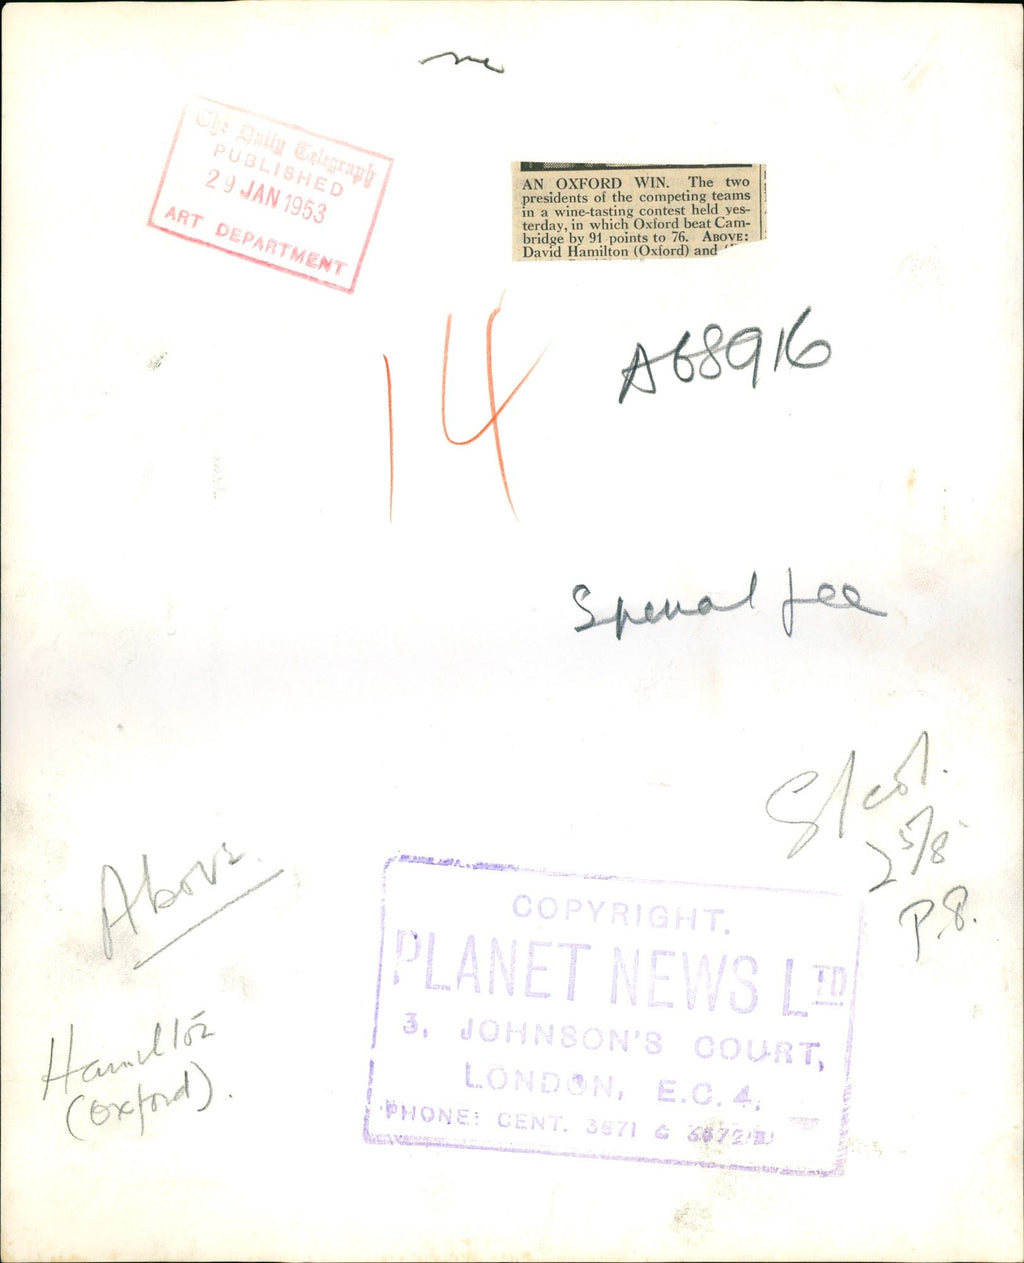 The Daily Telegraph
PUBLISHED
29 JAN 1953
ART DEPARTMENT
AN OXFORD WIN. The two
presidents of the competing teams
in a wine-tasting contest held yes-
terday, in which Oxford beat Cam-
bridge by 91 points to 76. ABOVE:
David Hamilton (Oxford) and
14
A68916
Special fee
S/col.
2 5/8
P.8.
Above.
Hamilton
(Oxford).
COPYRIGHT.
PLANET NEWS LTD
3, JOHNSON'S COURT,
LONDON, E.C.4.
PHONE: CENT. 3671 &